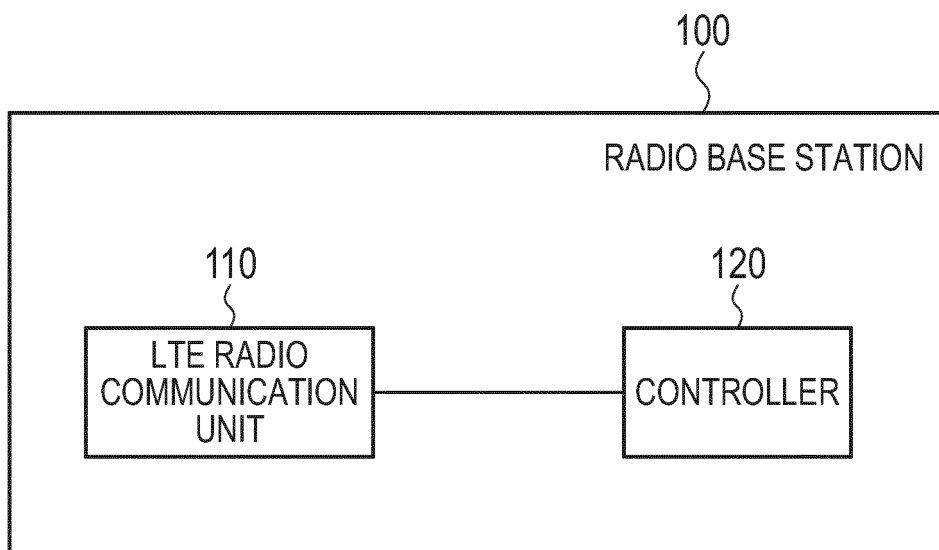 100
RADIO BASE STATION
110
120
LTE RADIO
COMMUNICATION
UNIT
CONTROLLER